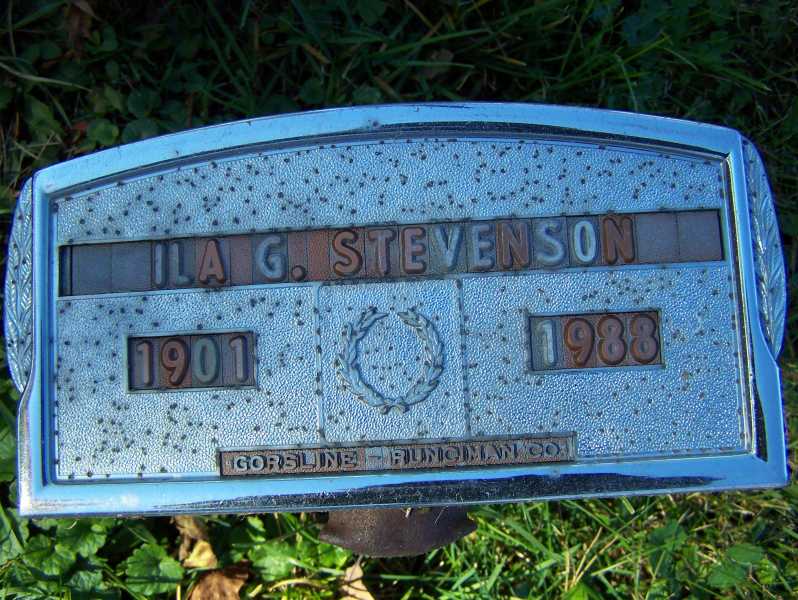 ILA G. STEVENSON
1901 1988
GORSLINE - RUNCIMAN CO.